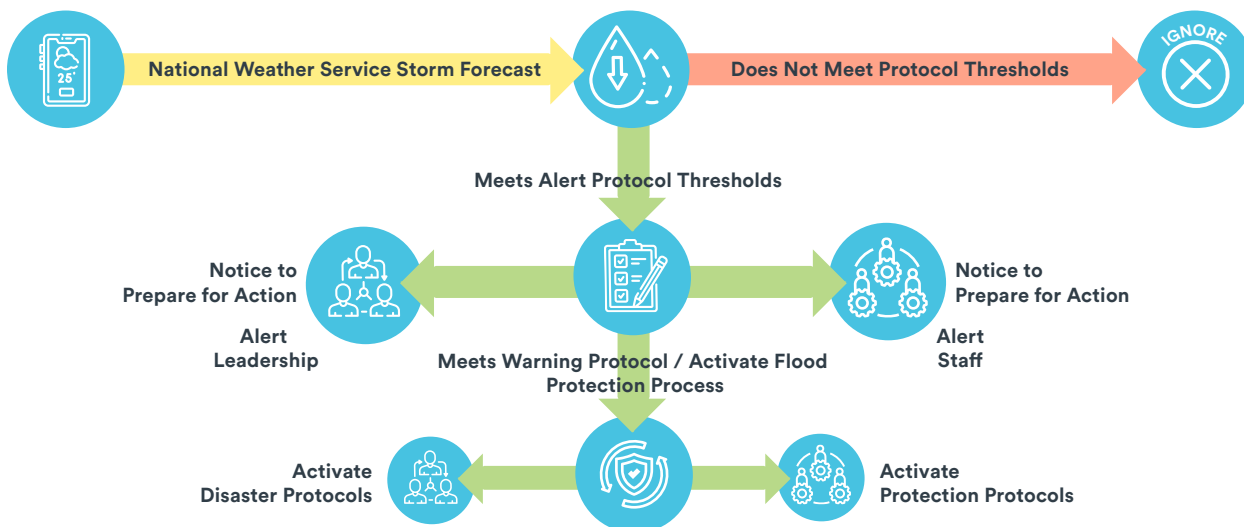 25°
National Weather Service Storm Forecast
Does Not Meet Protocol Thresholds
IGNORE
Meets Alert Protocol Thresholds
Notice to
Prepare for Action
Alert
Leadership
Notice to
Prepare for Action
Alert
Staff
Meets Warning Protocol / Activate Flood
Protection Process
Activate
Disaster Protocols
Activate
Protection Protocols